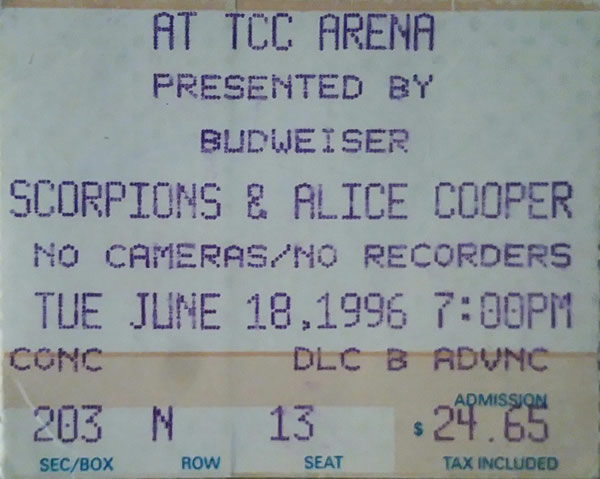 AT TCC ARENA
PRESENTED BY
BUDWEISER
SCORPIONS & ALICE COOPER
NO CAMERAS/NO RECORDERS
TUE JUNE 18,1996 7:00PM
CONC DLC B ADVNC
ADMISSION
203 N 13 $ 24.65
SEC/BOX ROW SEAT TAX INCLUDED